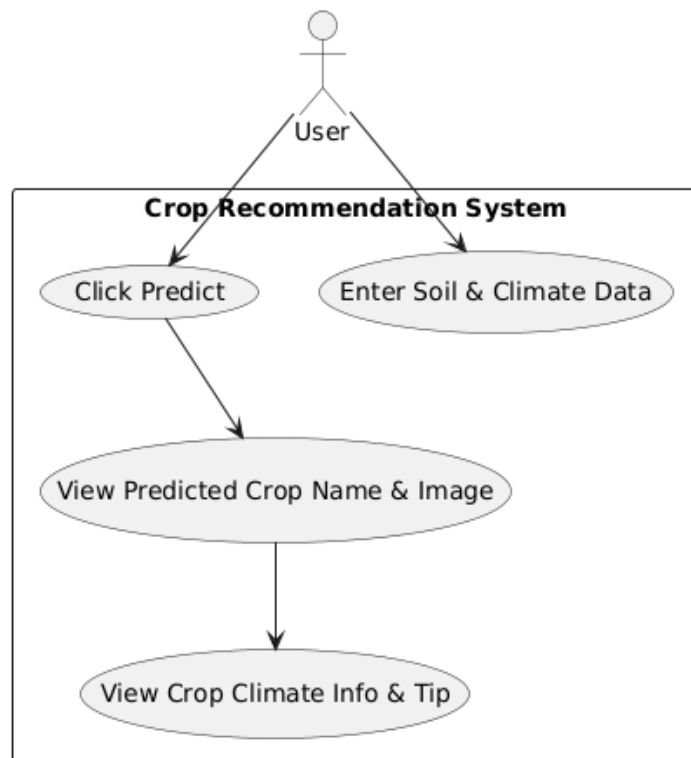 User
Crop Recommendation System
Click Predict
Enter Soil & Climate Data
View Predicted Crop Name & Image
View Crop Climate Info & Tip